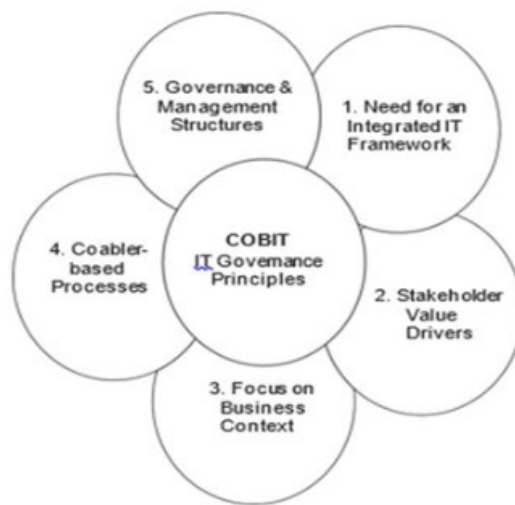 5. Governance &
Management
Structures
1. Need for an
Integrated IT
Framework
COBIT
IT Governance
Principles
4. Coabler-
based
Processes
2. Stakeholder
Value
Drivers
3. Focus on
Business
Context